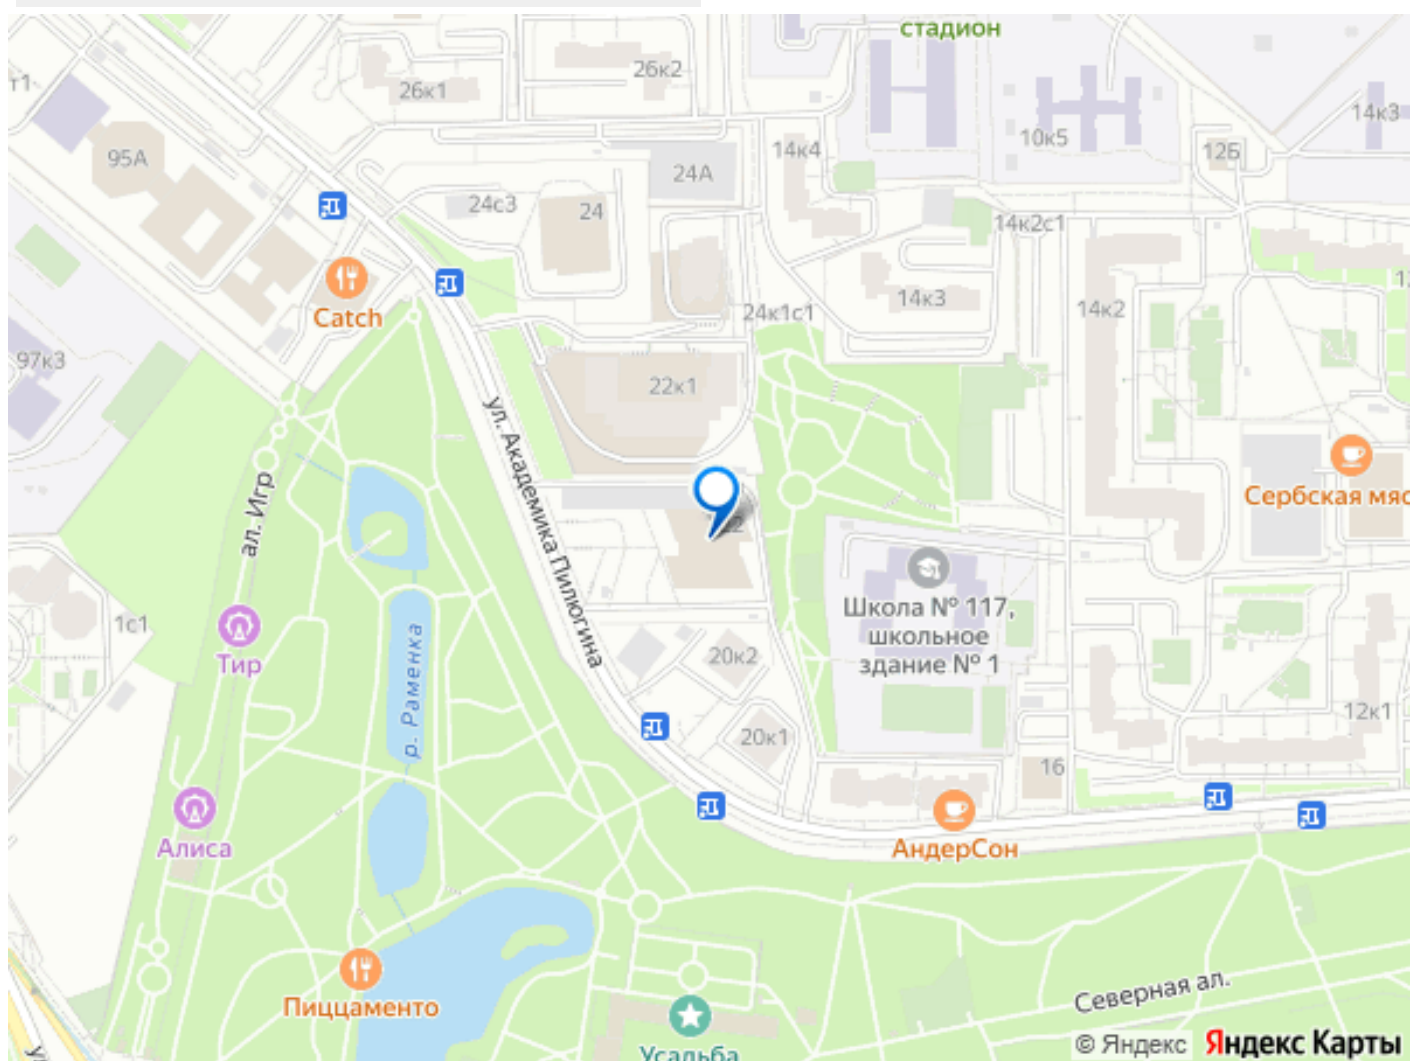 стадион
26к2
26к1
14к3
10к5
14к4
12Б
95А
24А
24с3
24
14к2с1
14к3
24к1с1
14к2
Catch
97к3
22к1
ул. Академика Пилюгина
ал. Игр
Сербская мяс
Школа № 117,
школьное
здание № 1
1с1
Тир
р. Раменка
20к2
12к1
20к1
16
Алиса
АндерСон
Северная ал.
Пиццаменто
Усадьба
© Яндекс Яндекс Карты